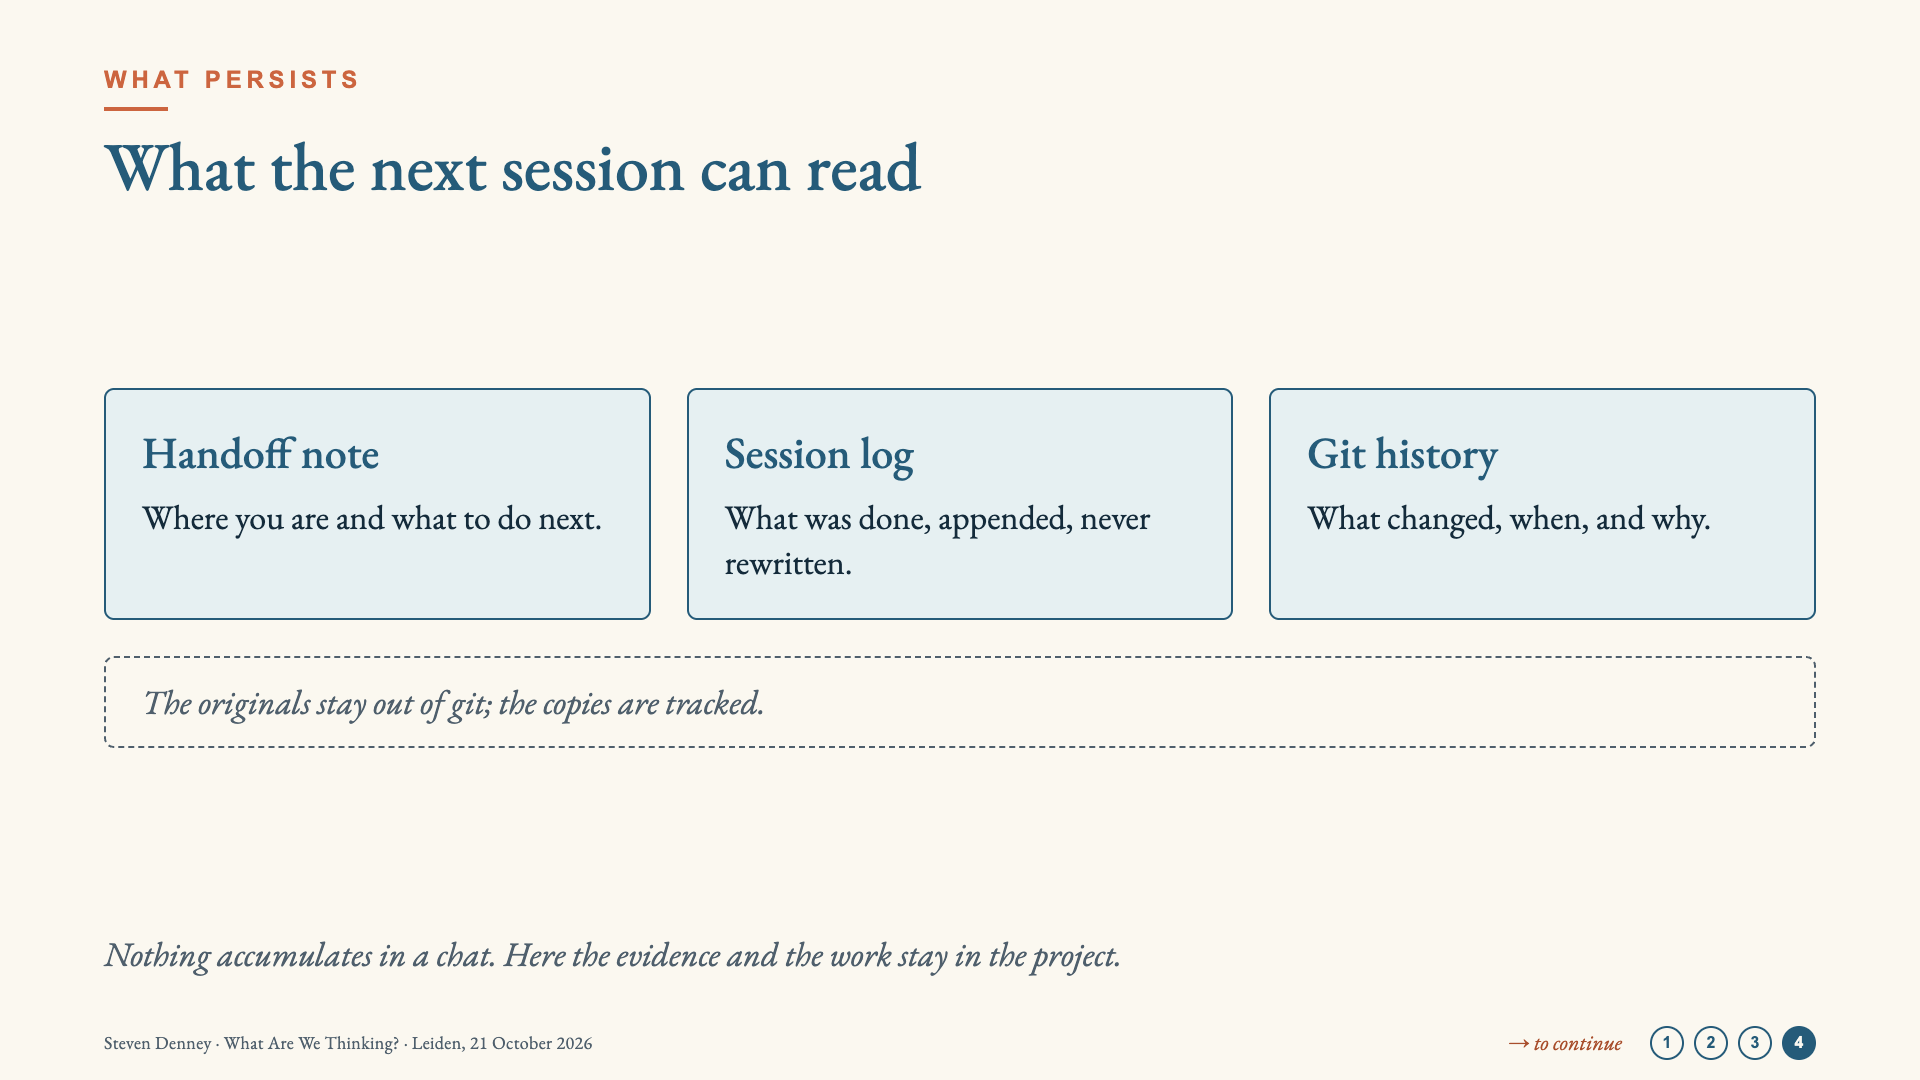 WHAT PERSISTS
What the next session can read
Handoff note
Where you are and what to do next.
Session log
What was done, appended, never
rewritten.
Git history
What changed, when, and why.
The originals stay out of git; the copies are tracked.
Nothing accumulates in a chat. Here the evidence and the work stay in the project.
Steven Denney · What Are We Thinking? · Leiden, 21 October 2026
→ to continue
1 2 3 4